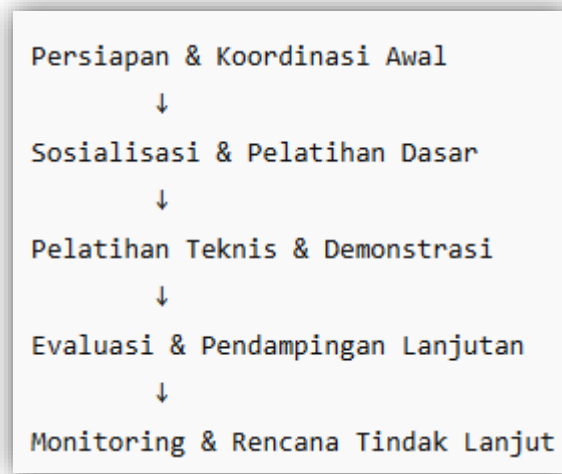 Persiapan & Koordinasi Awal
↓
Sosialisasi & Pelatihan Dasar
↓
Pelatihan Teknis & Demonstrasi
↓
Evaluasi & Pendampingan Lanjutan
↓
Monitoring & Rencana Tindak Lanjut